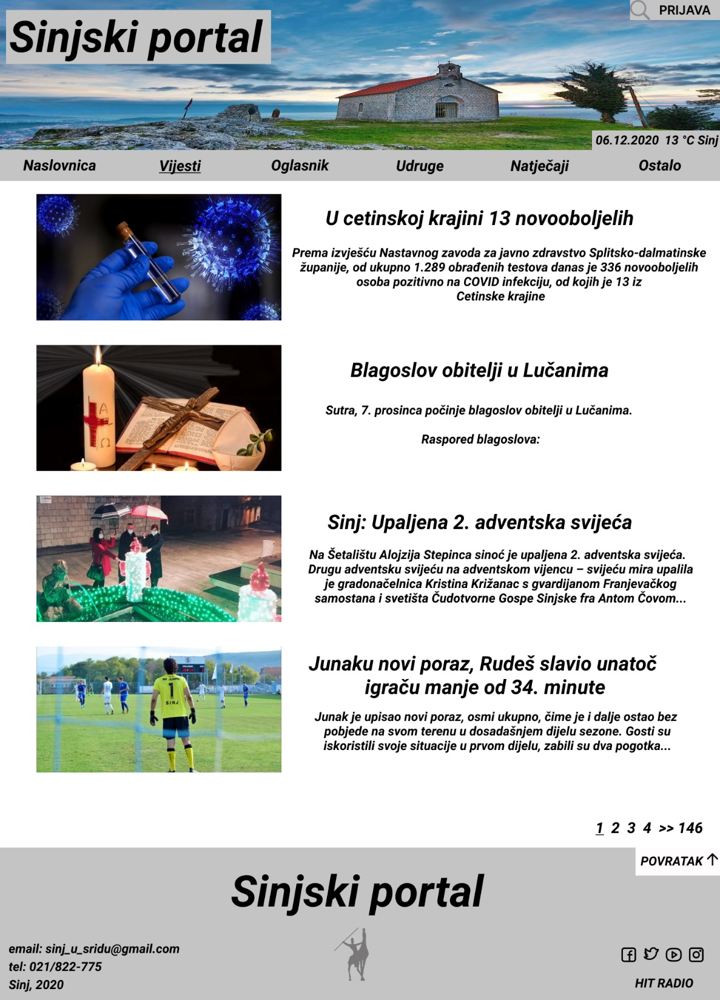 PRIJAVA
Sinjski portal
06.12.2020 13 °C Sinj
Naslovnica Vijesti Oglasnik Udruge Natječaji Ostalo
U cetinskoj krajini 13 novooboljelih
Prema izvješću Nastavnog zavoda za javno zdravstvo Splitsko-dalmatinske
županije, od ukupno 1.289 obrađenih testova danas je 336 novooboljelih
osoba pozitivno na COVID infekciju, od kojih je 13 iz
Cetinske krajine
Blagoslov obitelji u Lučanima
Sutra, 7. prosinca počinje blagoslov obitelji u Lučanima.
Raspored blagoslova:
Sinj: Upaljena 2. adventska svijeća
Na Šetalištu Alojzija Stepinca sinoć je upaljena 2. adventska svijeća.
Drugu adventsku svijeću na adventskom vijencu – svijeću mira upalila
je gradonačelnica Kristina Križanac s gvardijanom Franjevačkog
samostana i svetišta Čudotvorne Gospe Sinjske fra Antom Čovom...
1
SINJ
Junaku novi poraz, Rudeš slavio unatoč
igraču manje od 34. minute
Junak je upisao novi poraz, osmi ukupno, čime je i dalje ostao bez
pobjede na svom terenu u dosadašnjem dijelu sezone. Gosti su
iskoristili svoje situacije u prvom dijelu, zabili su dva pogotka...
1 2 3 4 >> 146
POVRATAK
Sinjski portal
email: sinj_u_sridu@gmail.com
tel: 021/822-775
Sinj, 2020
HIT RADIO